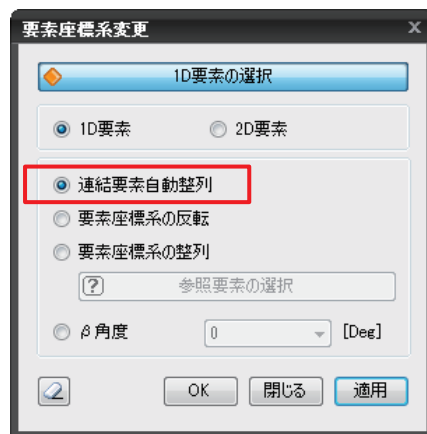 要素座標系変更 x
1D要素の選択
1D要素 2D要素
連結要素自動整列
要素座標系の反転
要素座標系の整列
? 参照要素の選択
β角度 0 [Deg]
OK 閉じる 適用